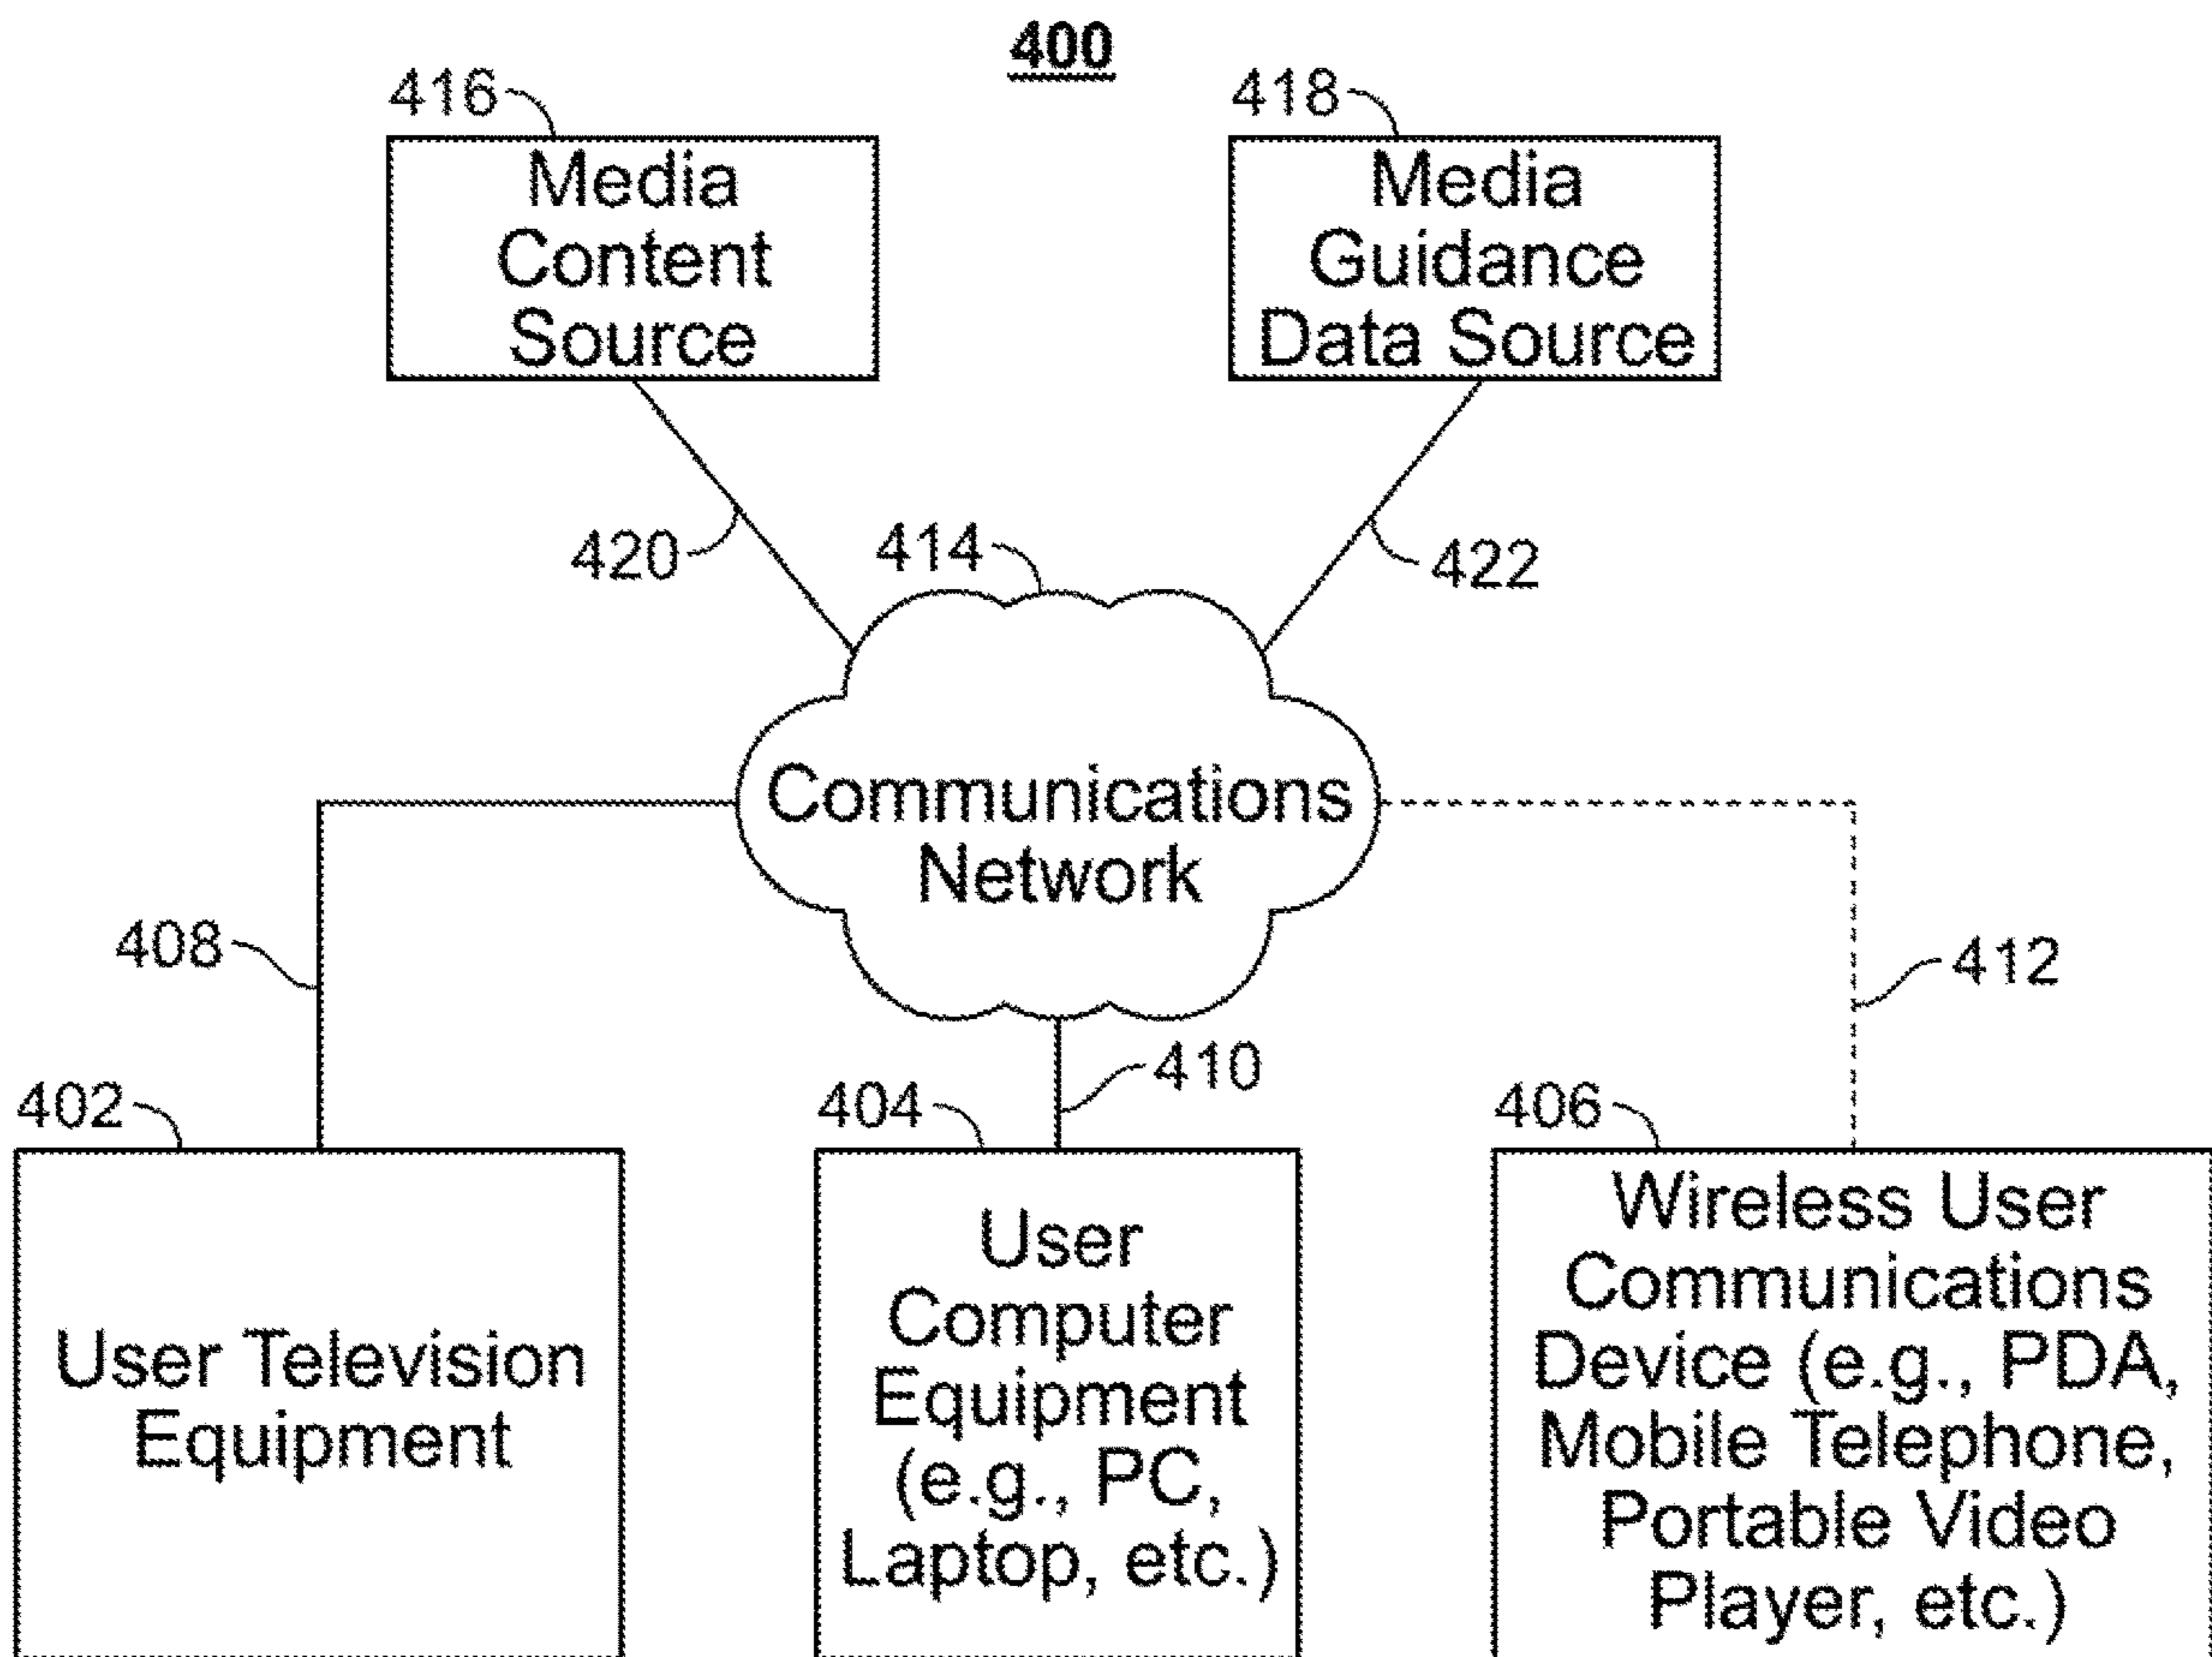 400
416
418
Media
Content
Source
Media
Guidance
Data Source
420
414
422
Communications
Network
408
412
410
402
404
406
User Television
Equipment
User
Computer
Equipment
(e.g., PC,
Laptop, etc.)
Wireless User
Communications
Device (e.g., PDA,
Mobile Telephone,
Portable Video
Player, etc.)